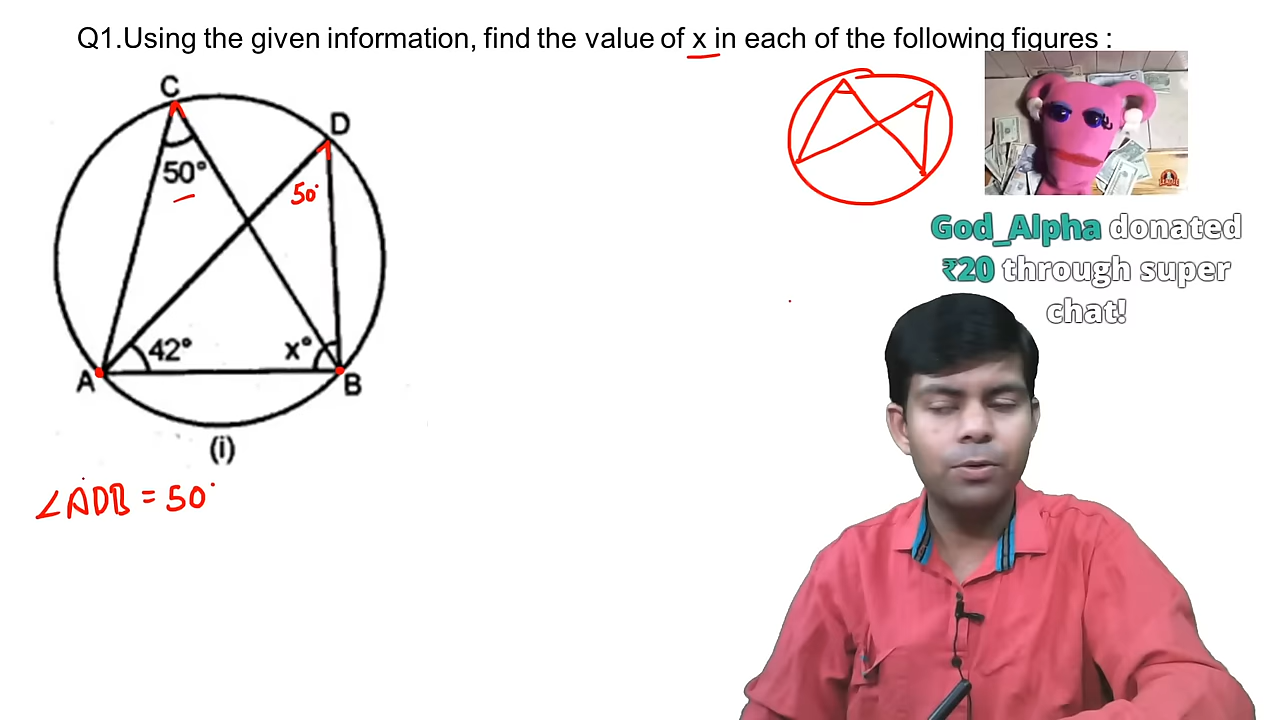 Q1.Using the given information, find the value of x in each of the following figures :
C
D
50°
50°
42°
x°
A
B
(i)
∠ADB = 50°
God_Alpha donated
₹20 through super
chat!